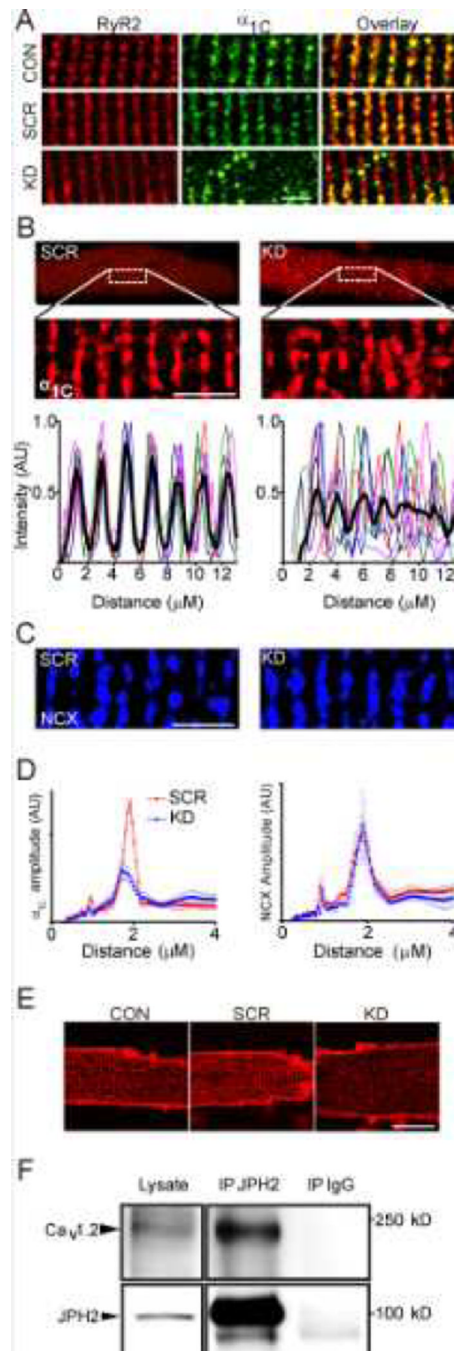 A
RyR2 α1C Overlay
CON
SCR
KD
B
SCR KD
α1C
Intensity (AU)
1.0 1.0
0.5 0.5
0 2 4 6 8 10 12 0 2 4 6 8 10 12
Distance (μM) Distance (μM)
C
SCR KD
NCX
D
SCR
KD
α1C amplitude (AU) NCX Amplitude (AU)
0 2 4 0 2 4
Distance (μM) Distance (μM)
E
CON SCR KD
F
Lysate IP JPH2 IP IgG
CaV1.2 250 kD
JPH2 100 kD